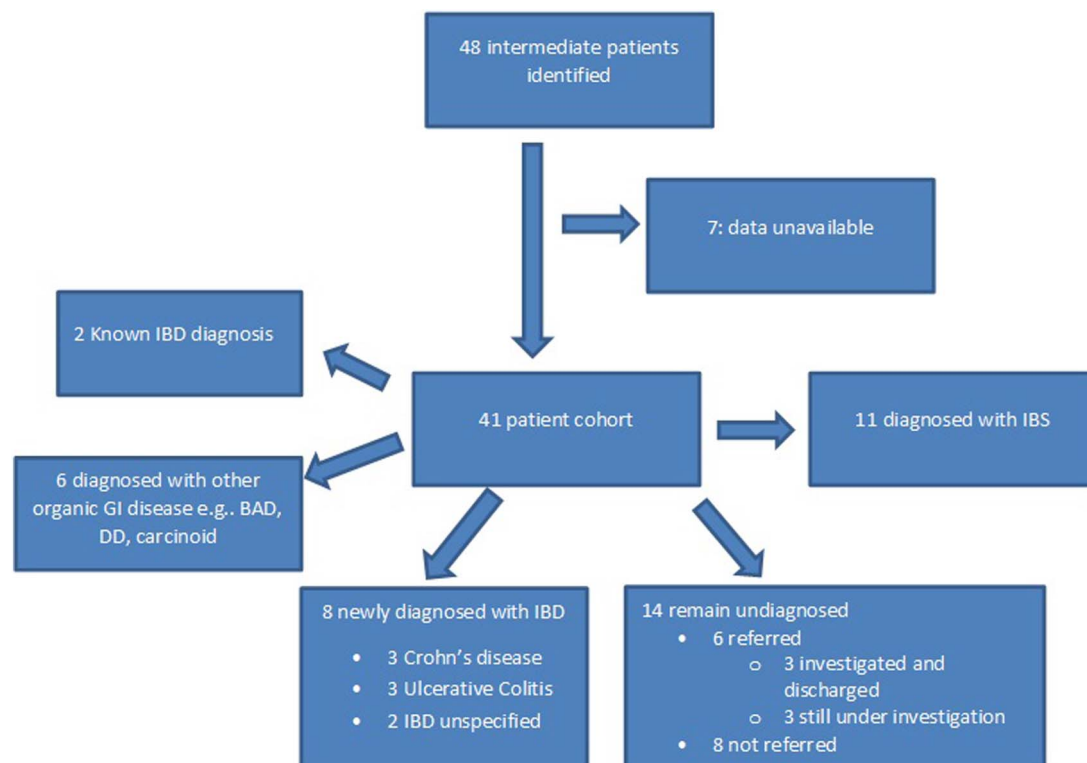 48 intermediate patients
identified
7: data unavailable
2 Known IBD diagnosis
41 patient cohort
11 diagnosed with IBS
6 diagnosed with other
organic GI disease e.g.. BAD,
DD, carcinoid
8 newly diagnosed with IBD
• 3 Crohn's disease
• 3 Ulcerative Colitis
• 2 IBD unspecified
14 remain undiagnosed
• 6 referred
o 3 investigated and
discharged
o 3 still under investigation
• 8 not referred